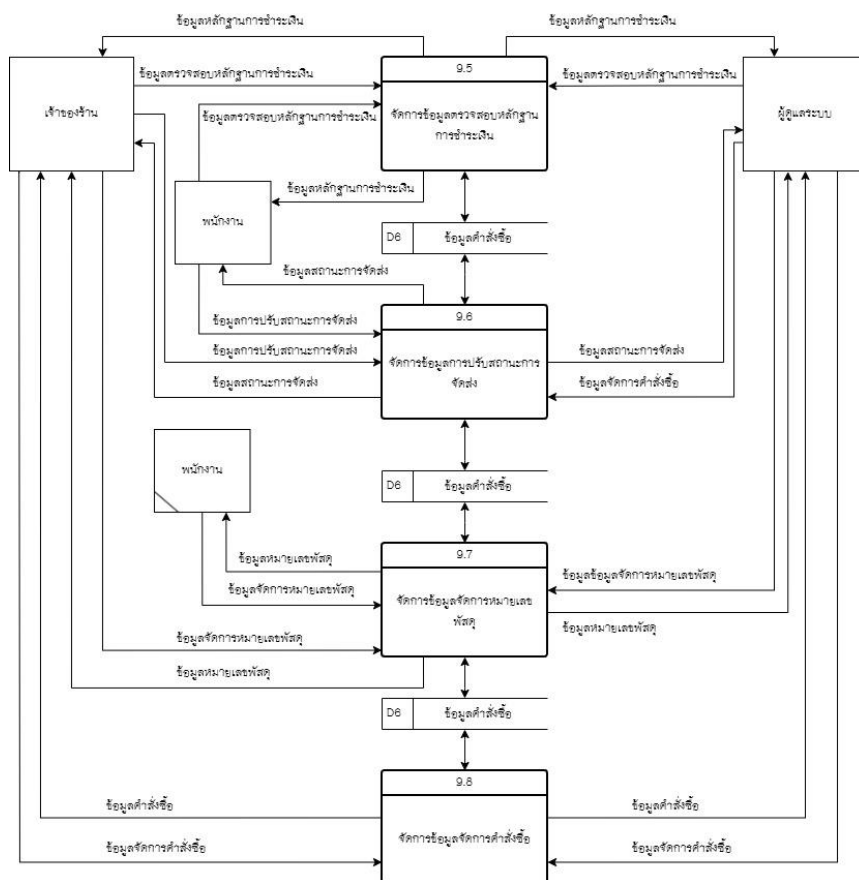 ข้อมูลหลักฐานการชำระเงิน
ข้อมูลหลักฐานการชำระเงิน
9.5
ข้อมูลตรวจสอบหลักฐานการชำระเงิน
ข้อมูลตรวจสอบหลักฐานการชำระเงิน
เจ้าของร้าน
จัดการข้อมูลตรวจสอบหลักฐาน
การชำระเงิน
ผู้ดูแลระบบ
ข้อมูลตรวจสอบหลักฐานการชำระเงิน
ข้อมูลหลักฐานการชำระเงิน
พนักงาน
D6
ข้อมูลคำสั่งซื้อ
ข้อมูลสถานะการจัดส่ง
9.6
ข้อมูลการปรับสถานะการจัดส่ง
ข้อมูลการปรับสถานะการจัดส่ง
ข้อมูลสถานะการจัดส่ง
จัดการข้อมูลการปรับสถานะการ
จัดส่ง
ข้อมูลสถานะการจัดส่ง
ข้อมูลจัดการคำสั่งซื้อ
พนักงาน
D6
ข้อมูลคำสั่งซื้อ
9.7
ข้อมูลหมายเลขพัสดุ
ข้อมูลจัดการหมายเลขพัสดุ
จัดการข้อมูลจัดการหมายเลข
พัสดุ
ข้อมูลข้อมูลจัดการหมายเลขพัสดุ
ข้อมูลหมายเลขพัสดุ
ข้อมูลจัดการหมายเลขพัสดุ
ข้อมูลหมายเลขพัสดุ
D6
ข้อมูลคำสั่งซื้อ
9.8
ข้อมูลคำสั่งซื้อ
ข้อมูลคำสั่งซื้อ
จัดการข้อมูลจัดการคำสั่งซื้อ
ข้อมูลจัดการคำสั่งซื้อ
ข้อมูลจัดการคำสั่งซื้อ